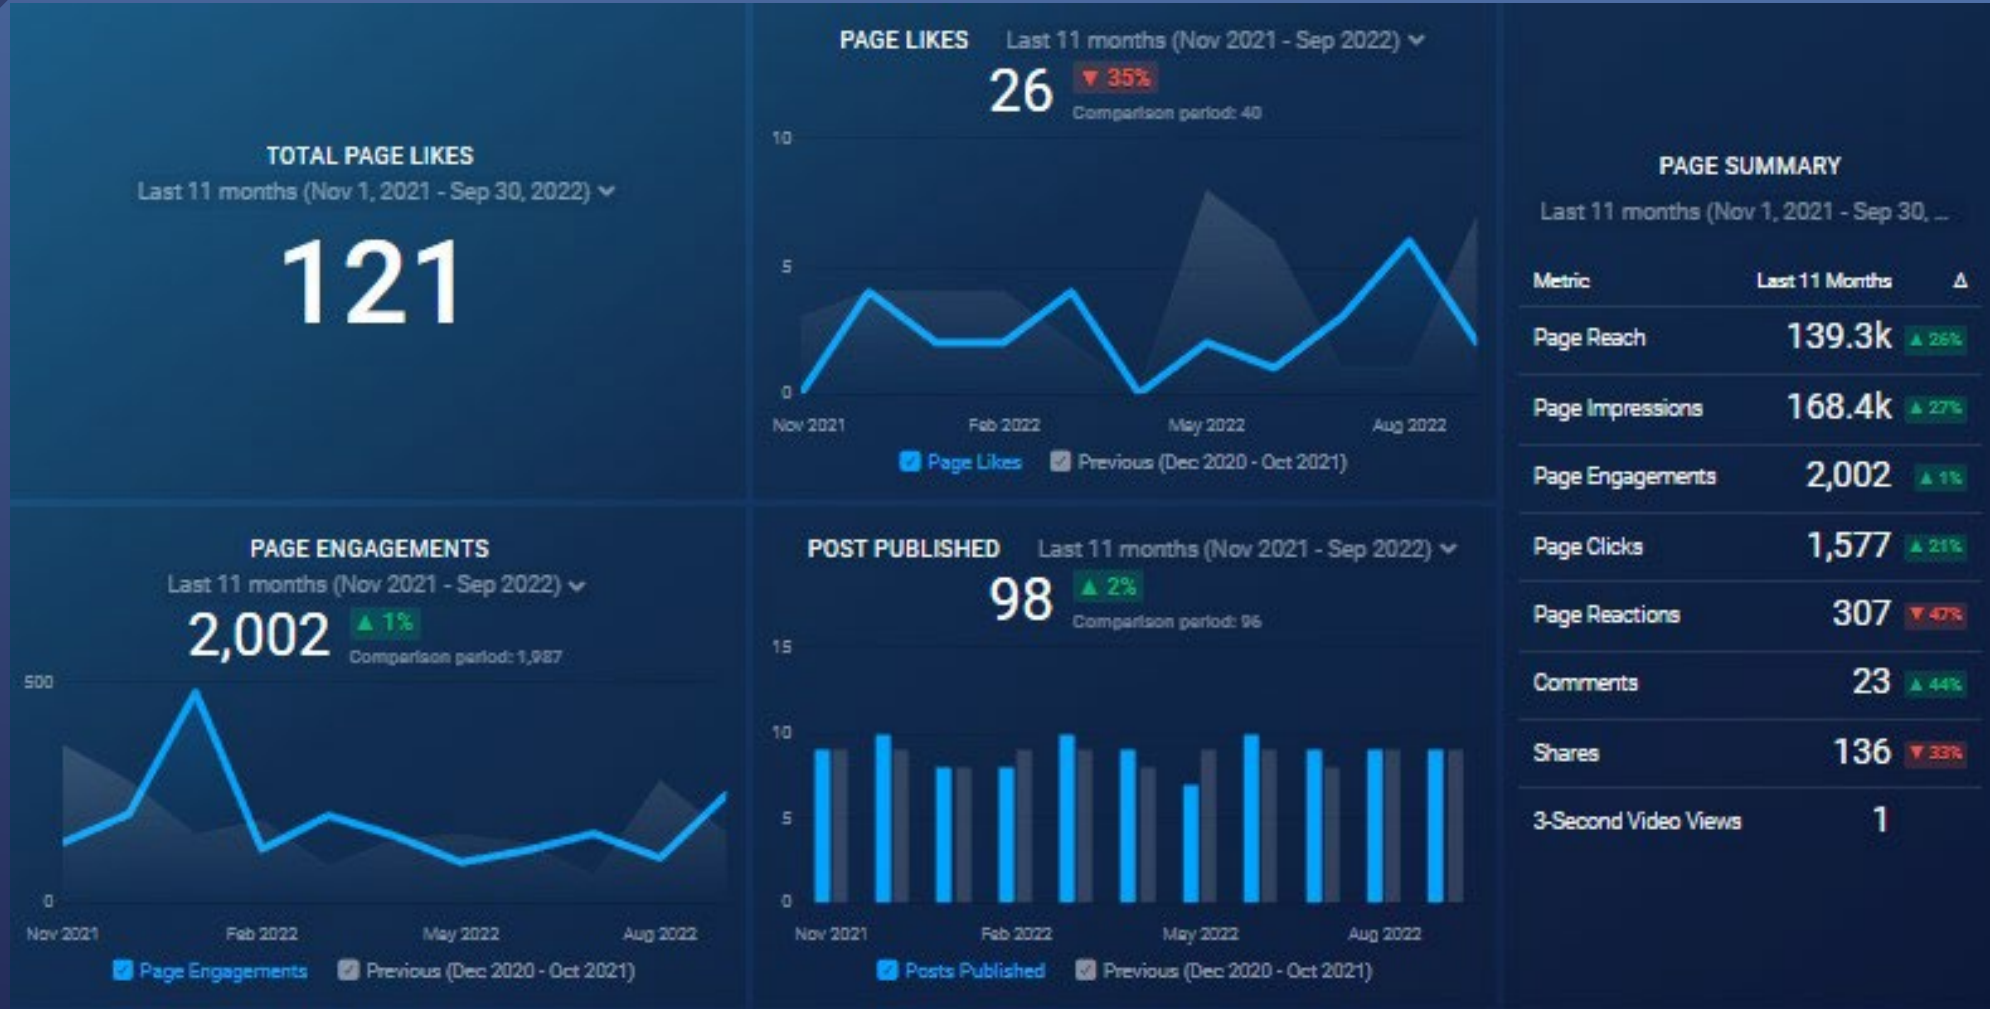 TOTAL PAGE LIKES
Last 11 months (Nov 1, 2021 - Sep 30, 2022)
121
PAGE LIKES Last 11 months (Nov 2021 - Sep 2022)
26 ▼ 35%
Comparison period: 40
10
5
0
Nov 2021 Feb 2022 May 2022 Aug 2022
Page Likes Previous (Dec 2020 - Oct 2021)
PAGE ENGAGEMENTS
Last 11 months (Nov 2021 - Sep 2022)
2,002 ▲ 1%
Comparison period: 1,987
500
0
Nov 2021 Feb 2022 May 2022 Aug 2022
Page Engagements Previous (Dec 2020 - Oct 2021)
POST PUBLISHED Last 11 months (Nov 2021 - Sep 2022)
98 ▲ 2%
Comparison period: 96
15
10
5
0
Nov 2021 Feb 2022 May 2022 Aug 2022
Posts Published Previous (Dec 2020 - Oct 2021)
PAGE SUMMARY
Last 11 months (Nov 1, 2021 - Sep 30, ...
Metric Last 11 Months Δ
Page Reach 139.3k ▲ 26%
Page Impressions 168.4k ▲ 27%
Page Engagements 2,002 ▲ 1%
Page Clicks 1,577 ▲ 21%
Page Reactions 307 ▼ 47%
Comments 23 ▲ 44%
Shares 136 ▼ 33%
3-Second Video Views 1